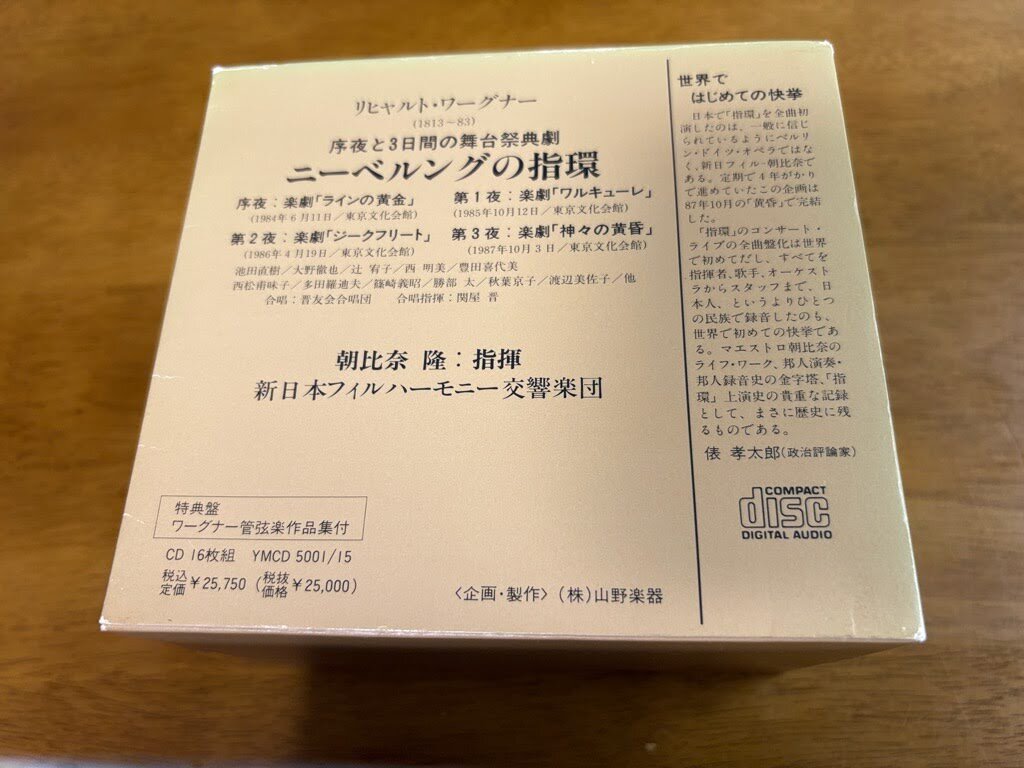 リヒャルト・ワーグナー
(1813〜83)
序夜と3日間の舞台祭典劇
ニーベルングの指環
序夜：楽劇「ラインの黄金」
(1984年6月11日／東京文化会館)
第1夜：楽劇「ワルキューレ」
(1985年10月12日／東京文化会館)
第2夜：楽劇「ジークフリート」
(1986年4月19日／東京文化会館)
第3夜：楽劇「神々の黄昏」
(1987年10月3日／東京文化会館)
池田直樹／大野徹也／辻 宥子／西 明美／豊田喜代美
西松甫味子／多田羅迪夫／篠崎義昭／勝部 太／秋葉京子／渡辺美佐子／他
合唱：晋友会合唱団 合唱指揮：関屋 晋
朝比奈 隆：指揮
新日本フィルハーモニー交響楽団
特典盤
ワーグナー管弦楽作品集付
CD 16枚組 YMCD 5001/15
税込定価￥25,750 (税抜価格￥25,000)
〈企画・製作〉(株)山野楽器
世界で
はじめての快挙
日本で「指環」を全曲初
演したのは、一般に信じ
られているようにベルリ
ン・ドイツ・オペラではな
く、新日本フィル-朝比奈で
ある。定期で4年がかり
で進めていたこの企画は
87年10月の「黄昏」で完結
した。
「指環」のコンサート・
ライブの全曲盤化は世界
で初めてだし、すべてを
指揮者、歌手、オーケスト
ラからスタッフまで、日
本人、というよりひとつ
の民族で録音したのも、
世界で初めての快挙であ
る。マエストロ朝比奈の
ライフ・ワーク、邦人演奏・
邦人録音史の金字塔、「指
環」上演史の貴重な記録
として、まさに歴史に残
るものである。
俵 孝太郎(政治評論家)
COMPACT
disc
DIGITAL AUDIO